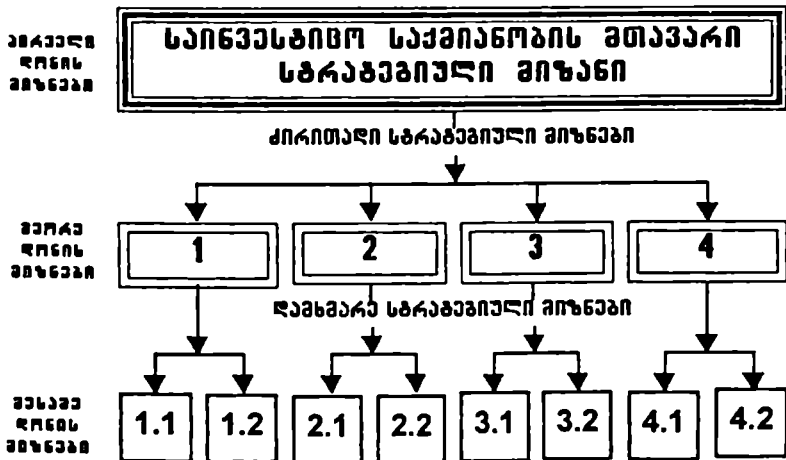 პირველი
დონის
მიზნები
საინვესტიციო საქმიანობის მთავარი
სტრატეგიული მიზანი
ძირითადი სტრატეგიული მიზნები
მეორე
დონის
მიზნები
1 2 3 4
დამხმარე სტრატეგიული მიზნები
მესამე
დონის
მიზნები
1.1 1.2 2.1 2.2 3.1 3.2 4.1 4.2